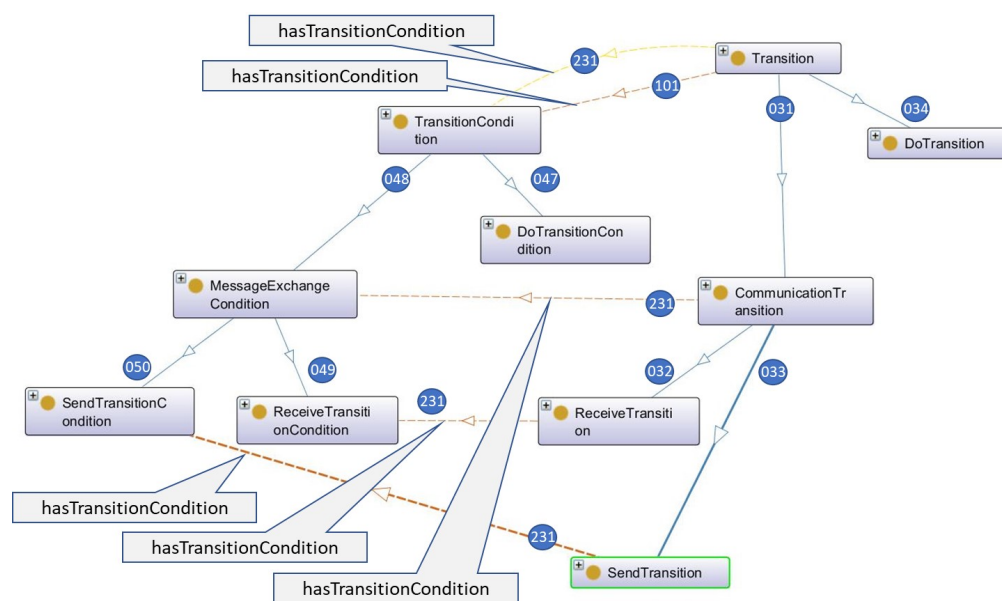 hasTransitionCondition
231
Transition
hasTransitionCondition
101
031
034
TransitionCondi
tion
DoTransition
048
047
DoTransitionCon
dition
MessageExchange
Condition
231
CommunicationTr
ansition
050
049
032
033
SendTransitionC
ondition
ReceiveTransiti
onCondition
231
ReceiveTransiti
on
hasTransitionCondition
231
hasTransitionCondition
SendTransition
hasTransitionCondition